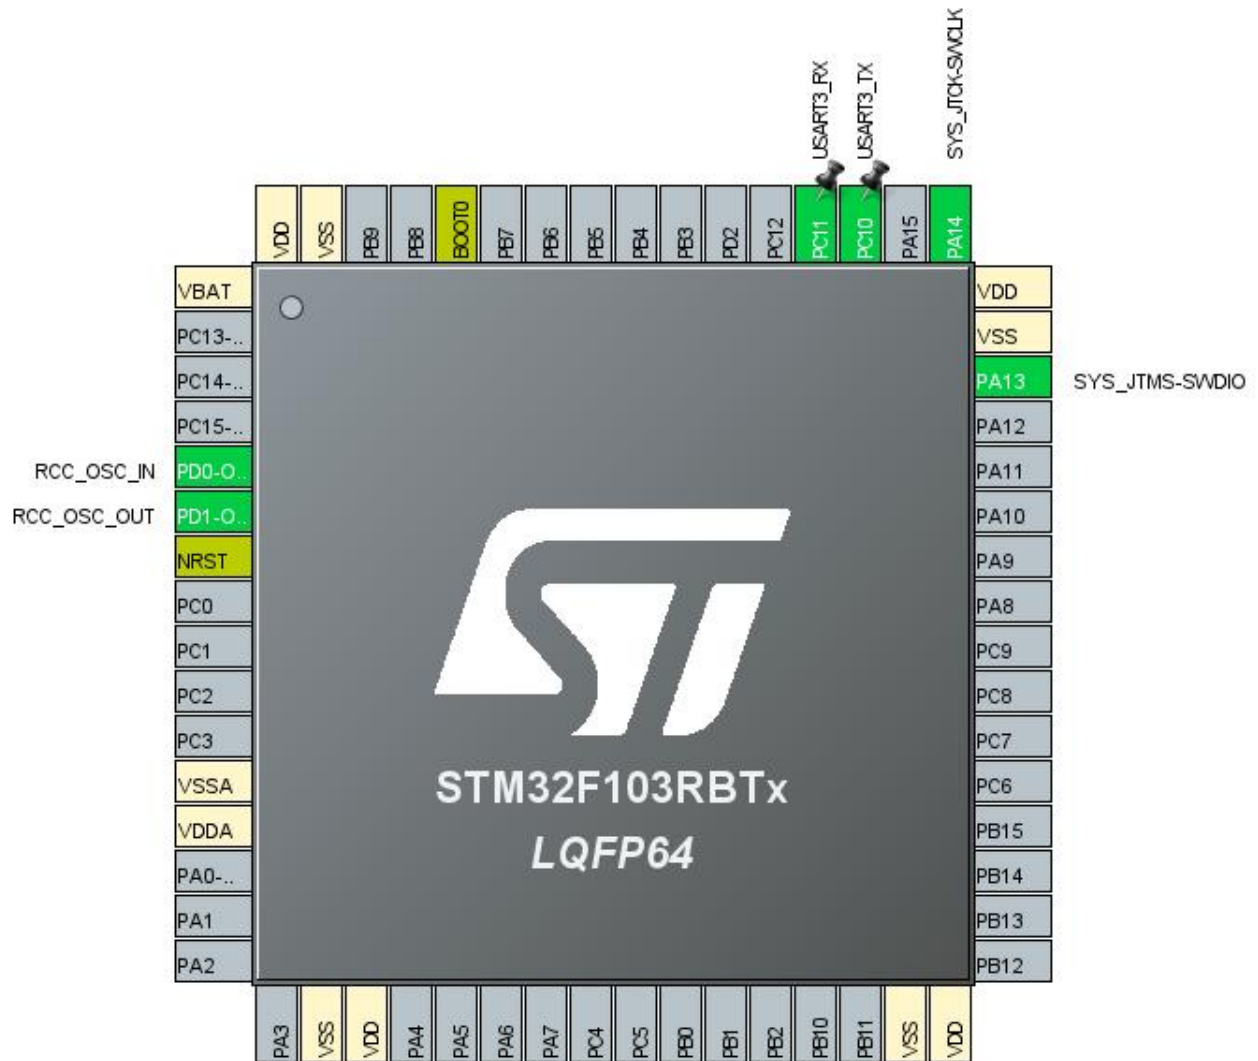 USART3_RX
USART3_TX
SYS_JTCK-SWCLK
VDD
VSS
PB9
PB8
BOOT0
PB7
PB6
PB5
PB4
PB3
PD2
PC12
PC11
PC10
PA15
PA14
VBAT
PC13-..
PC14-..
PC15-..
RCC_OSC_IN PD0-O..
RCC_OSC_OUT PD1-O..
NRST
PC0
PC1
PC2
PC3
VSSA
VDDA
PA0-..
PA1
PA2
VDD
VSS
PA13 SYS_JTMS-SWDIO
PA12
PA11
PA10
PA9
PA8
PC9
PC8
PC7
PC6
PB15
PB14
PB13
PB12
ST
STM32F103RBTx
LQFP64
PA3
VSS
VDD
PA4
PA5
PA6
PA7
PC4
PC5
PB0
PB1
PB2
PB10
PB11
VSS
VDD